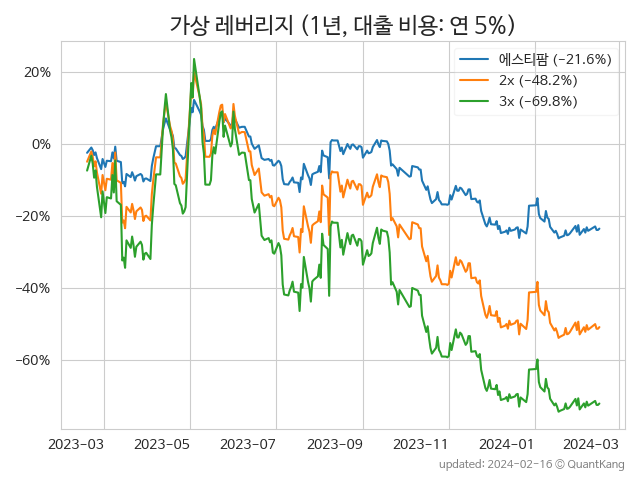 가상 레버리지 (1년, 대출 비용: 연 5%)
에스티팜 (−21.6%)
2x (−48.2%)
3x (−69.8%)
20%
0%
−20%
−40%
−60%
2023−03 2023−05 2023−07 2023−09 2023−11 2024−01 2024−03
updated: 2024−02−16 © QuantKang